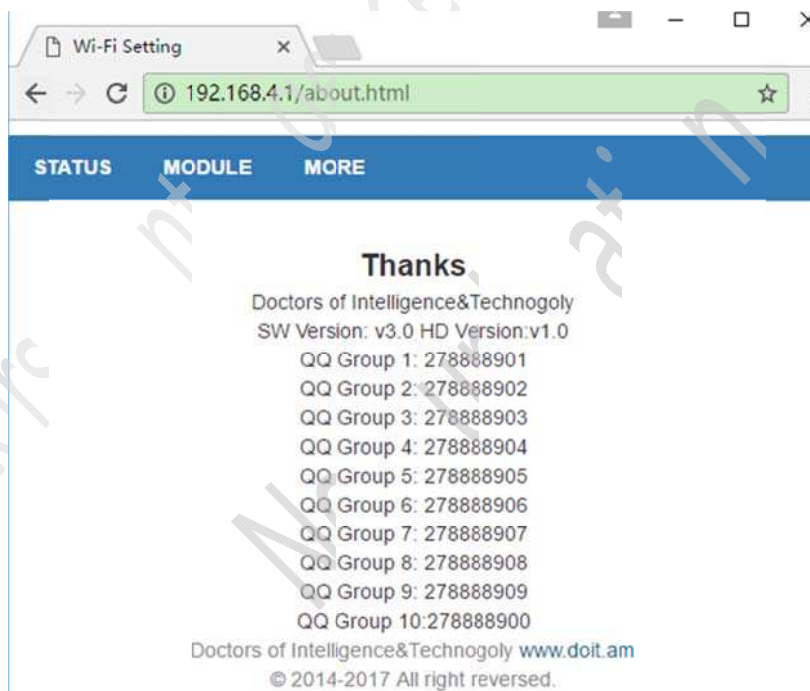 Wi-Fi Setting
192.168.4.1/about.html
STATUS MODULE MORE
Thanks
Doctors of Intelligence&Technogoly
SW Version: v3.0 HD Version:v1.0
QQ Group 1: 278888901
QQ Group 2: 278888902
QQ Group 3: 278888903
QQ Group 4: 278888904
QQ Group 5: 278888905
QQ Group 6: 278888906
QQ Group 7: 278888907
QQ Group 8: 278888908
QQ Group 9: 278888909
QQ Group 10:278888900
Doctors of Intelligence&Technogoly www.doit.am
© 2014-2017 All right reversed.